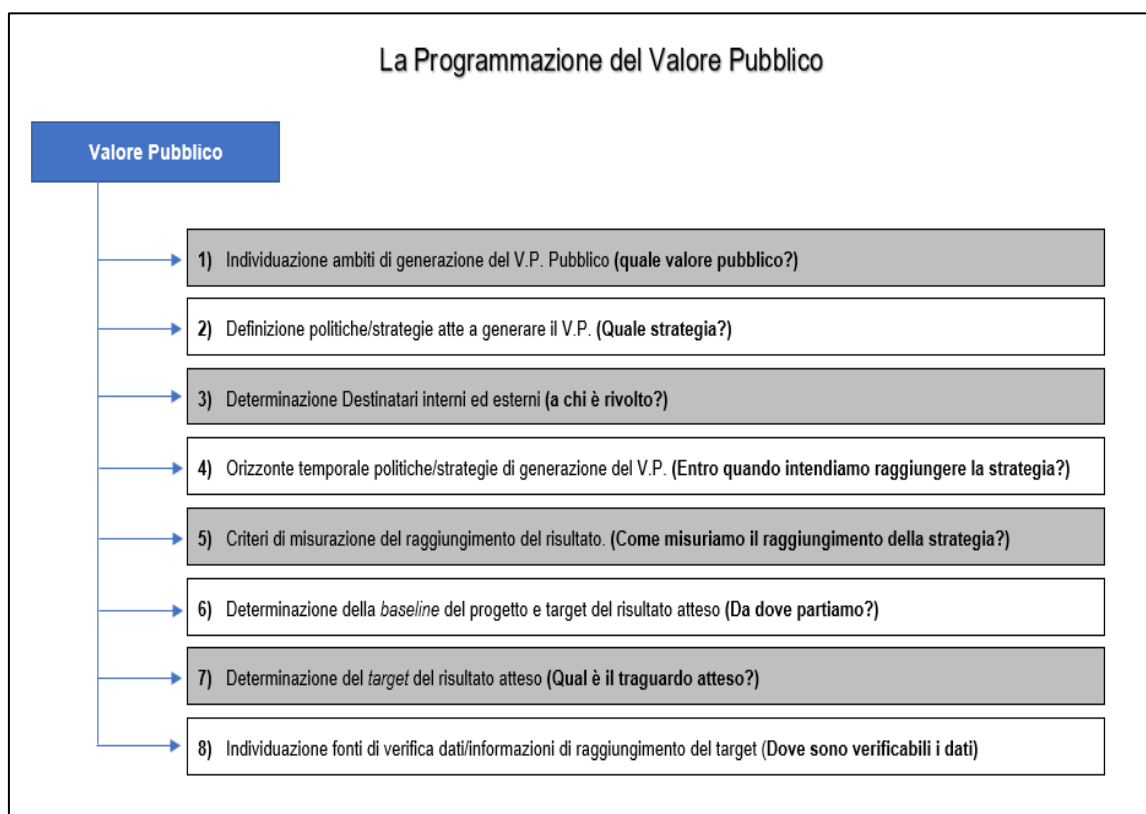 La Programmazione del Valore Pubblico
Valore Pubblico
1) Individuazione ambiti di generazione del V.P. Pubblico (quale valore pubblico?)
2) Definizione politiche/strategie atte a generare il V.P. (Quale strategia?)
3) Determinazione Destinatari interni ed esterni (a chi è rivolto?)
4) Orizzonte temporale politiche/strategie di generazione del V.P. (Entro quando intendiamo raggiungere la strategia?)
5) Criteri di misurazione del raggiungimento del risultato. (Come misuriamo il raggiungimento della strategia?)
6) Determinazione della baseline del progetto e target del risultato atteso (Da dove partiamo?)
7) Determinazione del target del risultato atteso (Qual è il traguardo atteso?)
8) Individuazione fonti di verifica dati/informazioni di raggiungimento del target (Dove sono verificabili i dati)